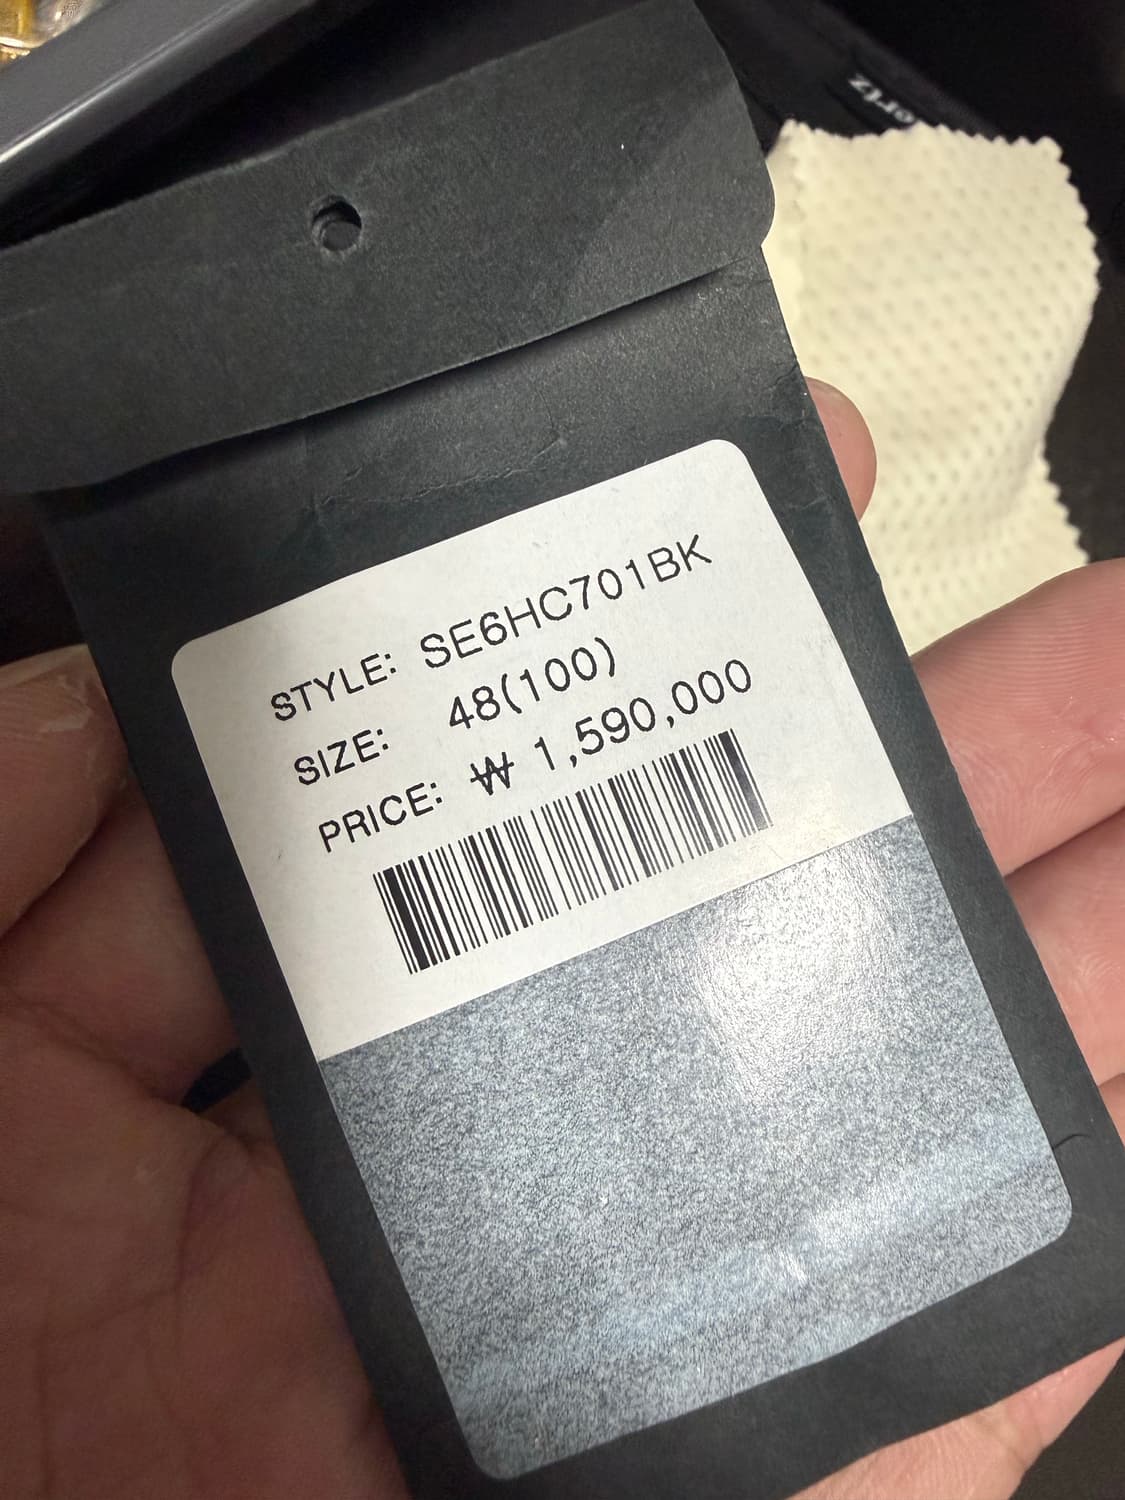 STYLE: SE6HC701BK
SIZE: 48(100)
PRICE: ₩ 1,590,000